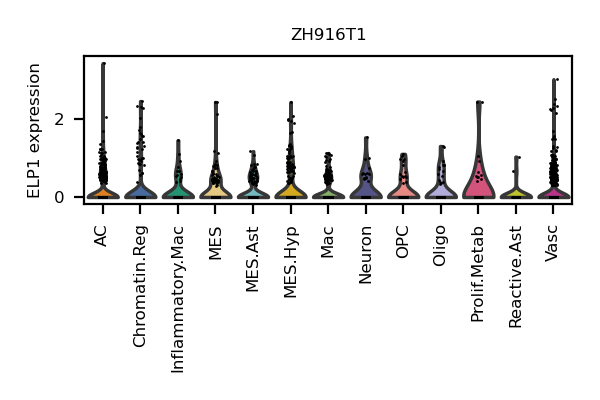 ZH916T1
ELP1 expression
2
0
AC
Chromatin.Reg
Inflammatory.Mac
MES
MES.Ast
MES.Hyp
Mac
Neuron
OPC
Oligo
Prolif.Metab
Reactive.Ast
Vasc